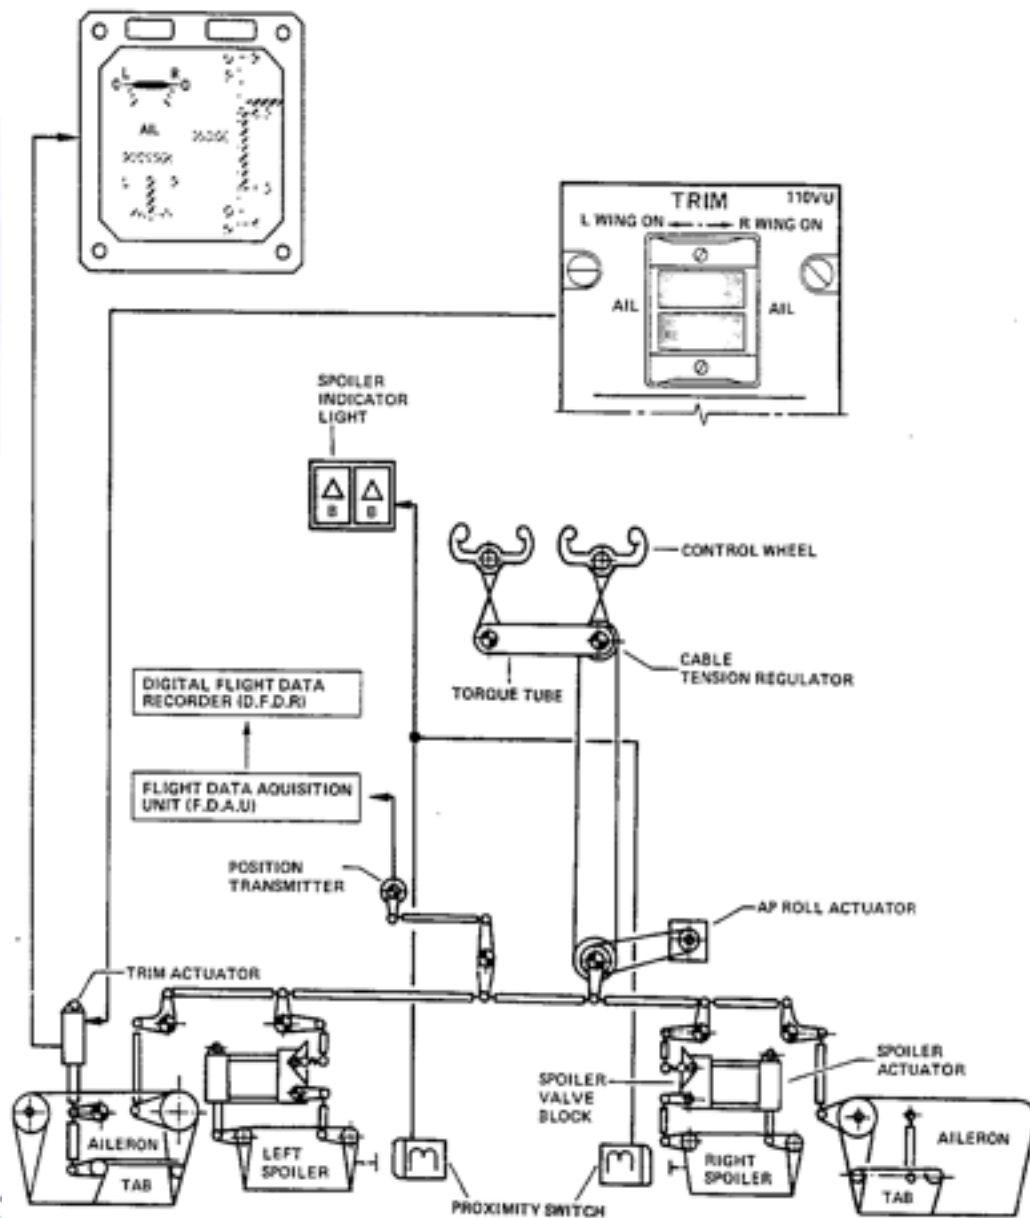 L R
AIL
TRIM 110VU
L WING ON R WING ON
AIL AIL
SPOILER
INDICATOR
LIGHT
8 8
CONTROL WHEEL
CABLE
TENSION REGULATOR
TORQUE TUBE
DIGITAL FLIGHT DATA
RECORDER (D.F.D.R)
FLIGHT DATA AQUISITION
UNIT (F.D.A.U)
POSITION
TRANSMITTER
AP ROLL ACTUATOR
TRIM ACTUATOR
SPOILER
ACTUATOR
SPOILER
VALVE
BLOCK
AILERON
TAB
LEFT
SPOILER
RIGHT
SPOILER
AILERON
TAB
PROXIMITY SWITCH